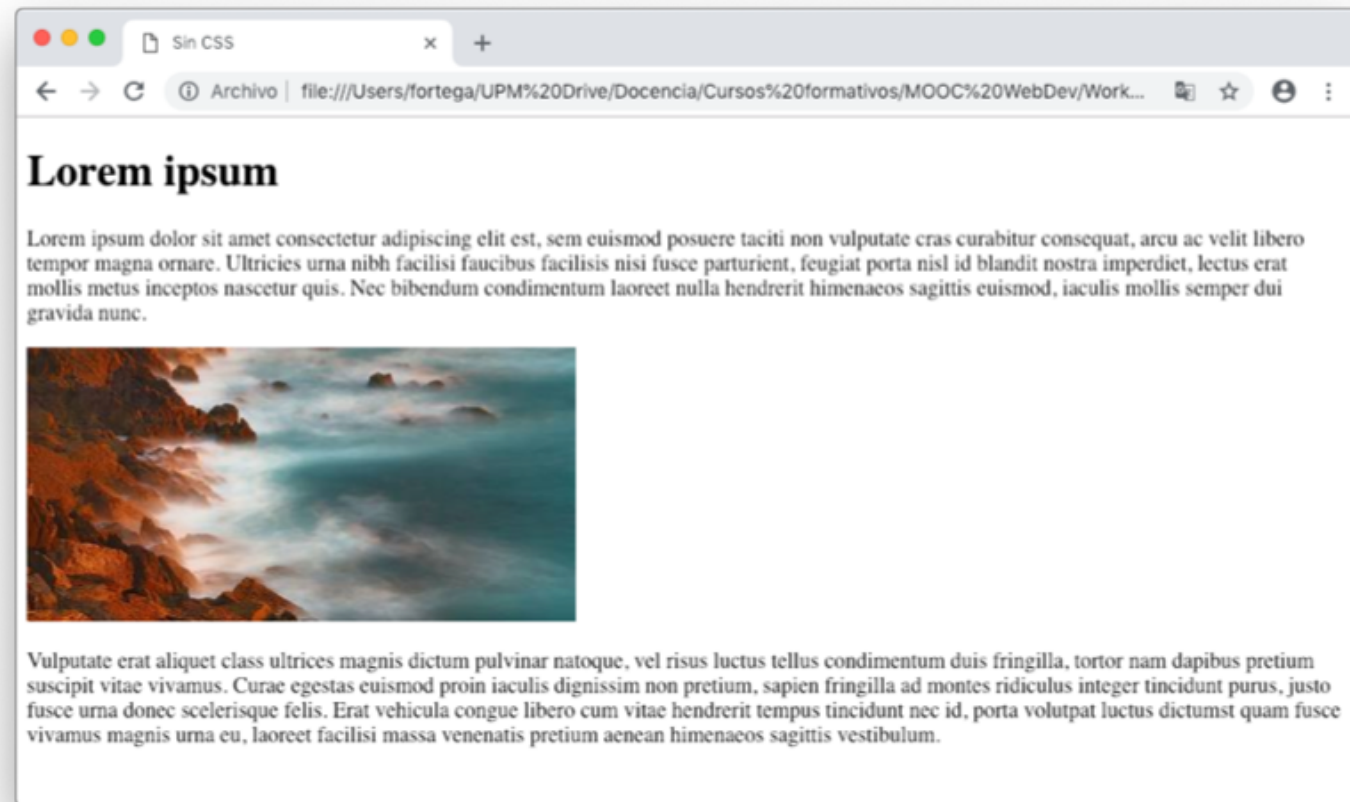 Sin CSS
Archivo file:///Users/fortega/UPM%20Drive/Docencia/Cursos%20formativos/MOOC%20WebDev/Work...
Lorem ipsum
Lorem ipsum dolor sit amet consectetur adipiscing elit est, sem euismod posuere taciti non vulputate cras curabitur consequat, arcu ac velit libero
tempor magna ornare. Ultricies urna nibh facilisi faucibus facilisis nisi fusce parturient, feugiat porta nisl id blandit nostra imperdiet, lectus erat
mollis metus inceptos nascetur quis. Nec bibendum condimentum laoreet nulla hendrerit himenaeos sagittis euismod, iaculis mollis semper dui
gravida nunc.
Vulputate erat aliquet class ultrices magnis dictum pulvinar natoque, vel risus luctus tellus condimentum duis fringilla, tortor nam dapibus pretium
suscipit vitae vivamus. Curae egestas euismod proin iaculis dignissim non pretium, sapien fringilla ad montes ridiculus integer tincidunt purus, justo
fusce urna donec scelerisque felis. Erat vehicula congue libero cum vitae hendrerit tempus tincidunt nec id, porta volutpat luctus dictumst quam fusce
vivamus magnis urna eu, laoreet facilisi massa venenatis pretium aenean himenaeos sagittis vestibulum.